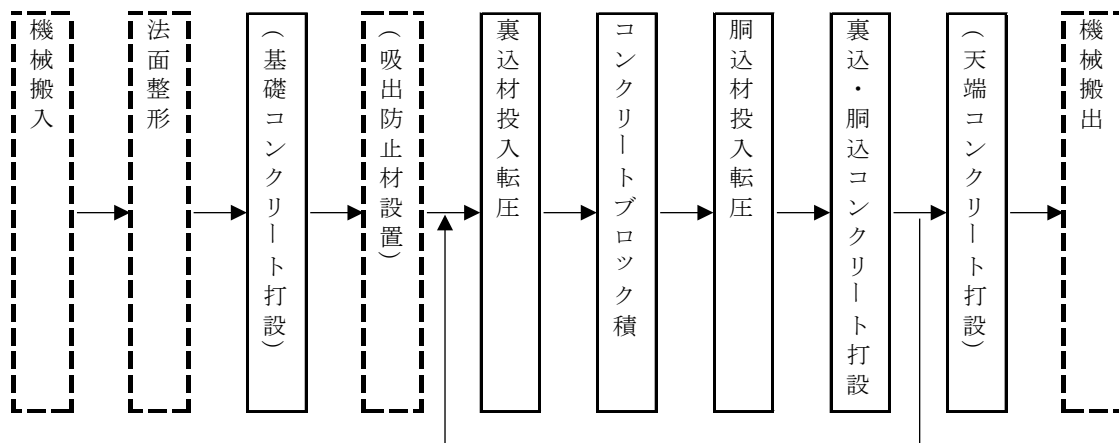 機械搬入
法面整形
（基礎コンクリート打設）
（吸出防止材設置）
裏込材投入転圧
コンクリートブロック積
胴込材投入転圧
裏込・胴込コンクリート打設
（天端コンクリート打設）
機械搬出